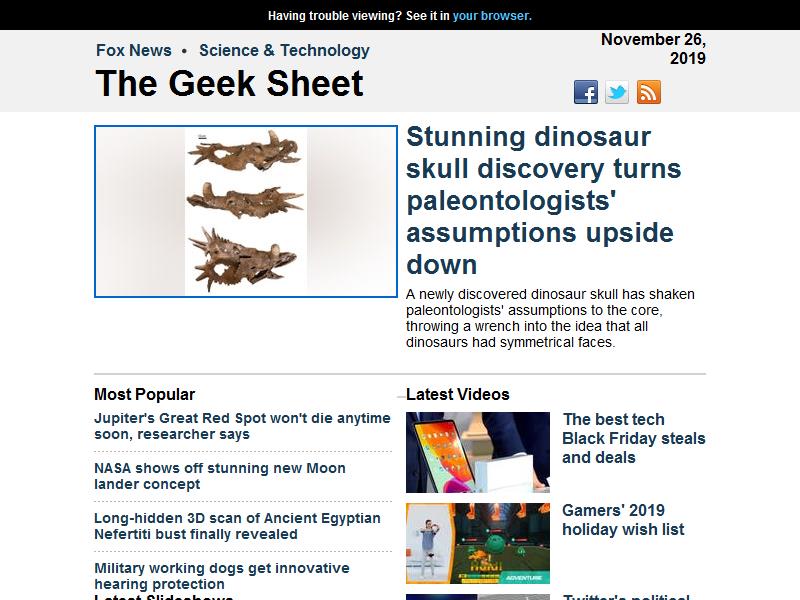 Having trouble viewing? See it in your browser.
Fox News • Science & Technology
The Geek Sheet
November 26,
2019
Stunning dinosaur
skull discovery turns
paleontologists'
assumptions upside
down
A newly discovered dinosaur skull has shaken
paleontologists' assumptions to the core,
throwing a wrench into the idea that all
dinosaurs had symmetrical faces.
Most Popular
Jupiter's Great Red Spot won't die anytime
soon, researcher says
NASA shows off stunning new Moon
lander concept
Long-hidden 3D scan of Ancient Egyptian
Nefertiti bust finally revealed
Military working dogs get innovative
hearing protection
Latest Slideshows
Latest Videos
The best tech
Black Friday steals
and deals
Gamers' 2019
holiday wish list
ADVENTURE
Twitter's political